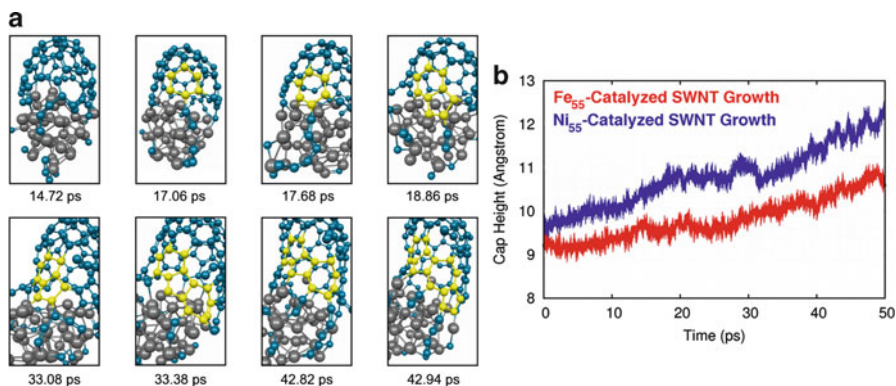 a
14.72 ps
17.06 ps
17.68 ps
18.86 ps
33.08 ps
33.38 ps
42.82 ps
42.94 ps
b
Fe55-Catalyzed SWNT Growth
Ni55-Catalyzed SWNT Growth
Cap Height (Angstrom)
13
12
11
10
9
8
0
10
20
30
40
50
Time (ps)